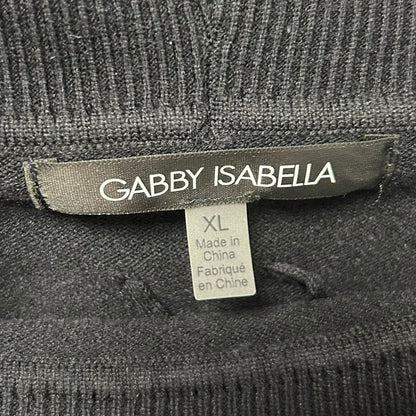 GABBY ISABELLA
XL
Made in
China
Fabriqué
en Chine